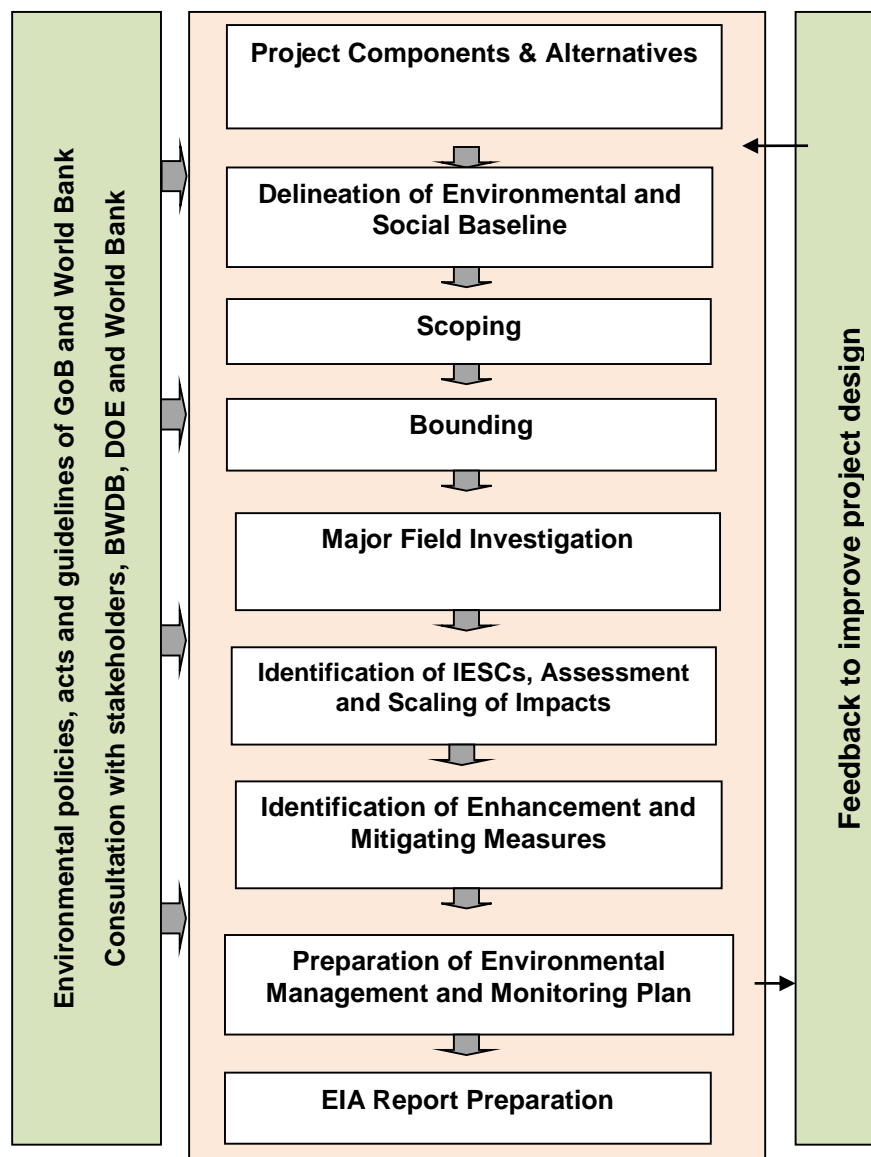 Environmental policies, acts and guidelines of GoB and World Bank
Consultation with stakeholders, BWDB, DOE and World Bank
Project Components & Alternatives
Delineation of Environmental and
Social Baseline
Scoping
Bounding
Major Field Investigation
Identification of IESCs, Assessment
and Scaling of Impacts
Identification of Enhancement and
Mitigating Measures
Preparation of Environmental
Management and Monitoring Plan
EIA Report Preparation
Feedback to improve project design